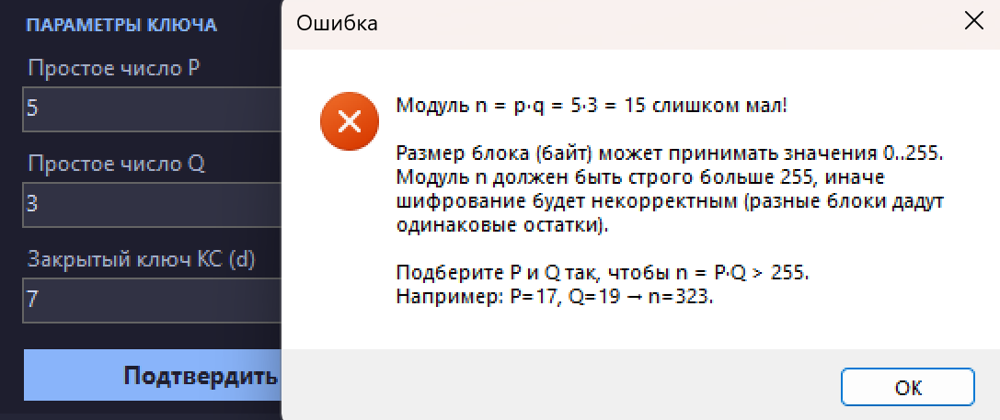 ПАРАМЕТРЫ КЛЮЧА
Простое число P
5
Простое число Q
3
Закрытый ключ КС (d)
7
Подтвердить
Ошибка
Модуль n = p·q = 5·3 = 15 слишком мал!
Размер блока (байт) может принимать значения 0..255.
Модуль n должен быть строго больше 255, иначе
шифрование будет некорректным (разные блоки дадут
одинаковые остатки).
Подберите P и Q так, чтобы n = P·Q > 255.
Например: P=17, Q=19 → n=323.
ОК